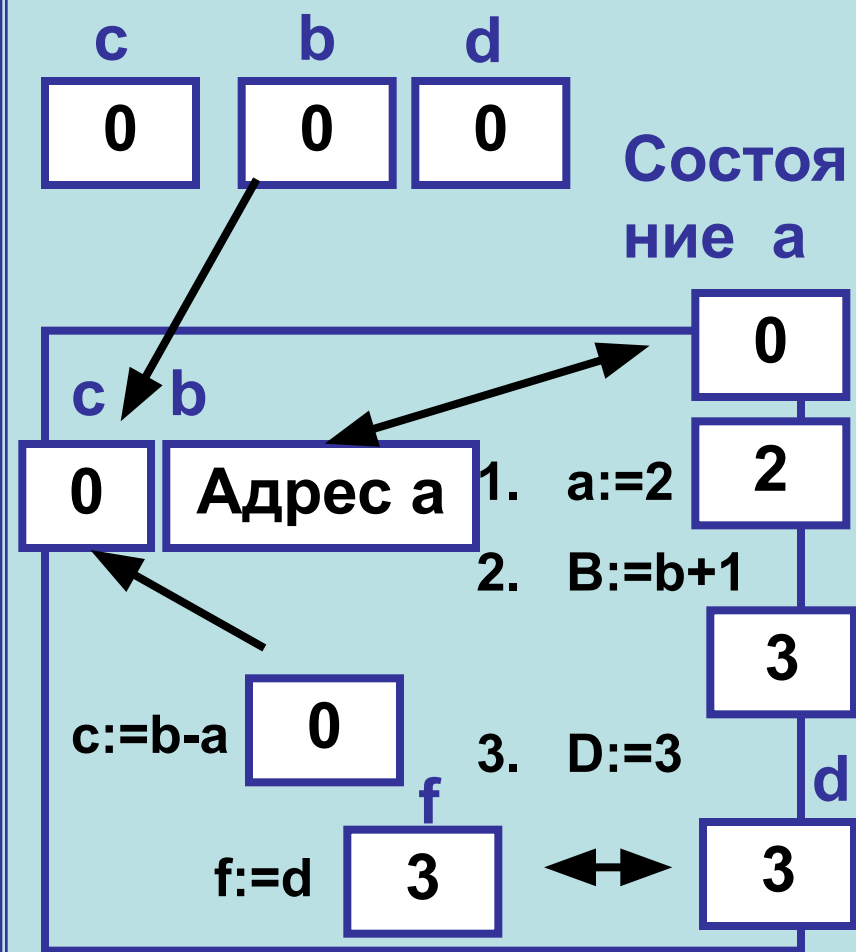 c b d
0 0 0
Состоя
ние а
0
c b
0 Адрес а 1. a:=2 2
2. B:=b+1
3
c:=b-a 0 3. D:=3
f d
f:=d 3 3